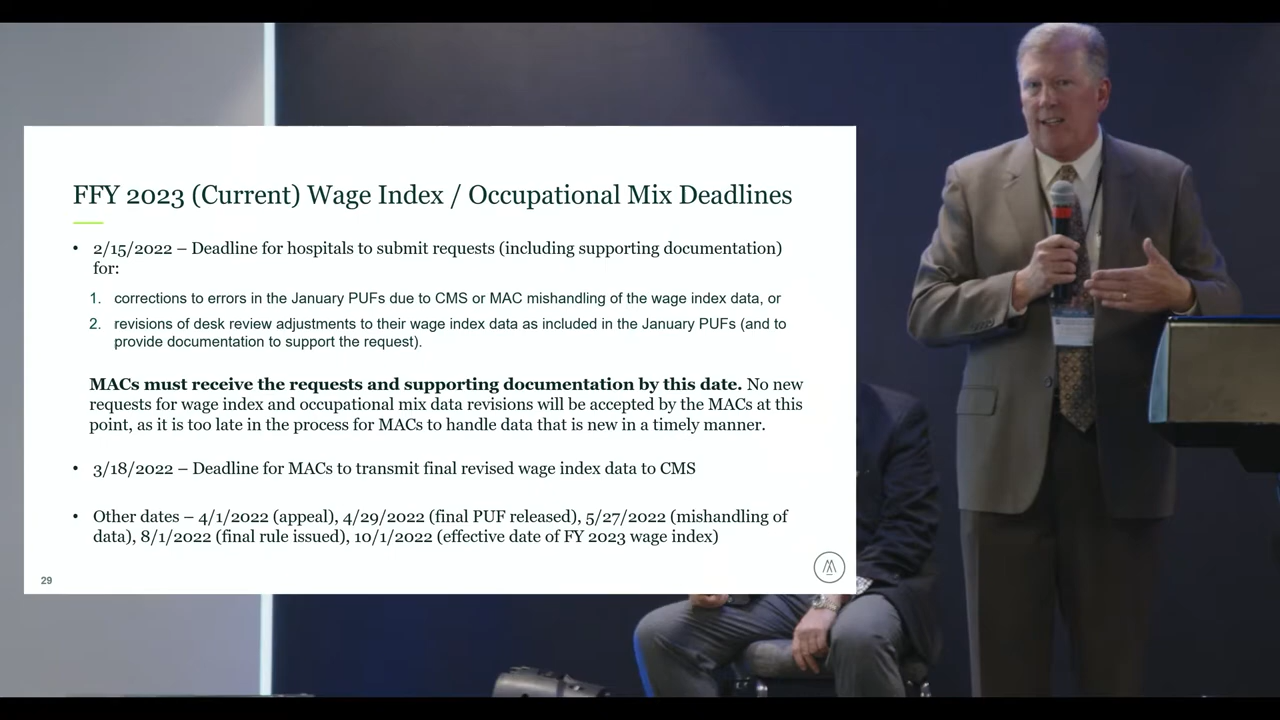 FFY 2023 (Current) Wage Index / Occupational Mix Deadlines
• 2/15/2022 – Deadline for hospitals to submit requests (including supporting documentation)
for:
1. corrections to errors in the January PUFs due to CMS or MAC mishandling of the wage index data, or
2. revisions of desk review adjustments to their wage index data as included in the January PUFs (and to
provide documentation to support the request).
MACs must receive the requests and supporting documentation by this date. No new
requests for wage index and occupational mix data revisions will be accepted by the MACs at this
point, as it is too late in the process for MACs to handle data that is new in a timely manner.
• 3/18/2022 – Deadline for MACs to transmit final revised wage index data to CMS
• Other dates – 4/1/2022 (appeal), 4/29/2022 (final PUF released), 5/27/2022 (mishandling of
data), 8/1/2022 (final rule issued), 10/1/2022 (effective date of FY 2023 wage index)
29